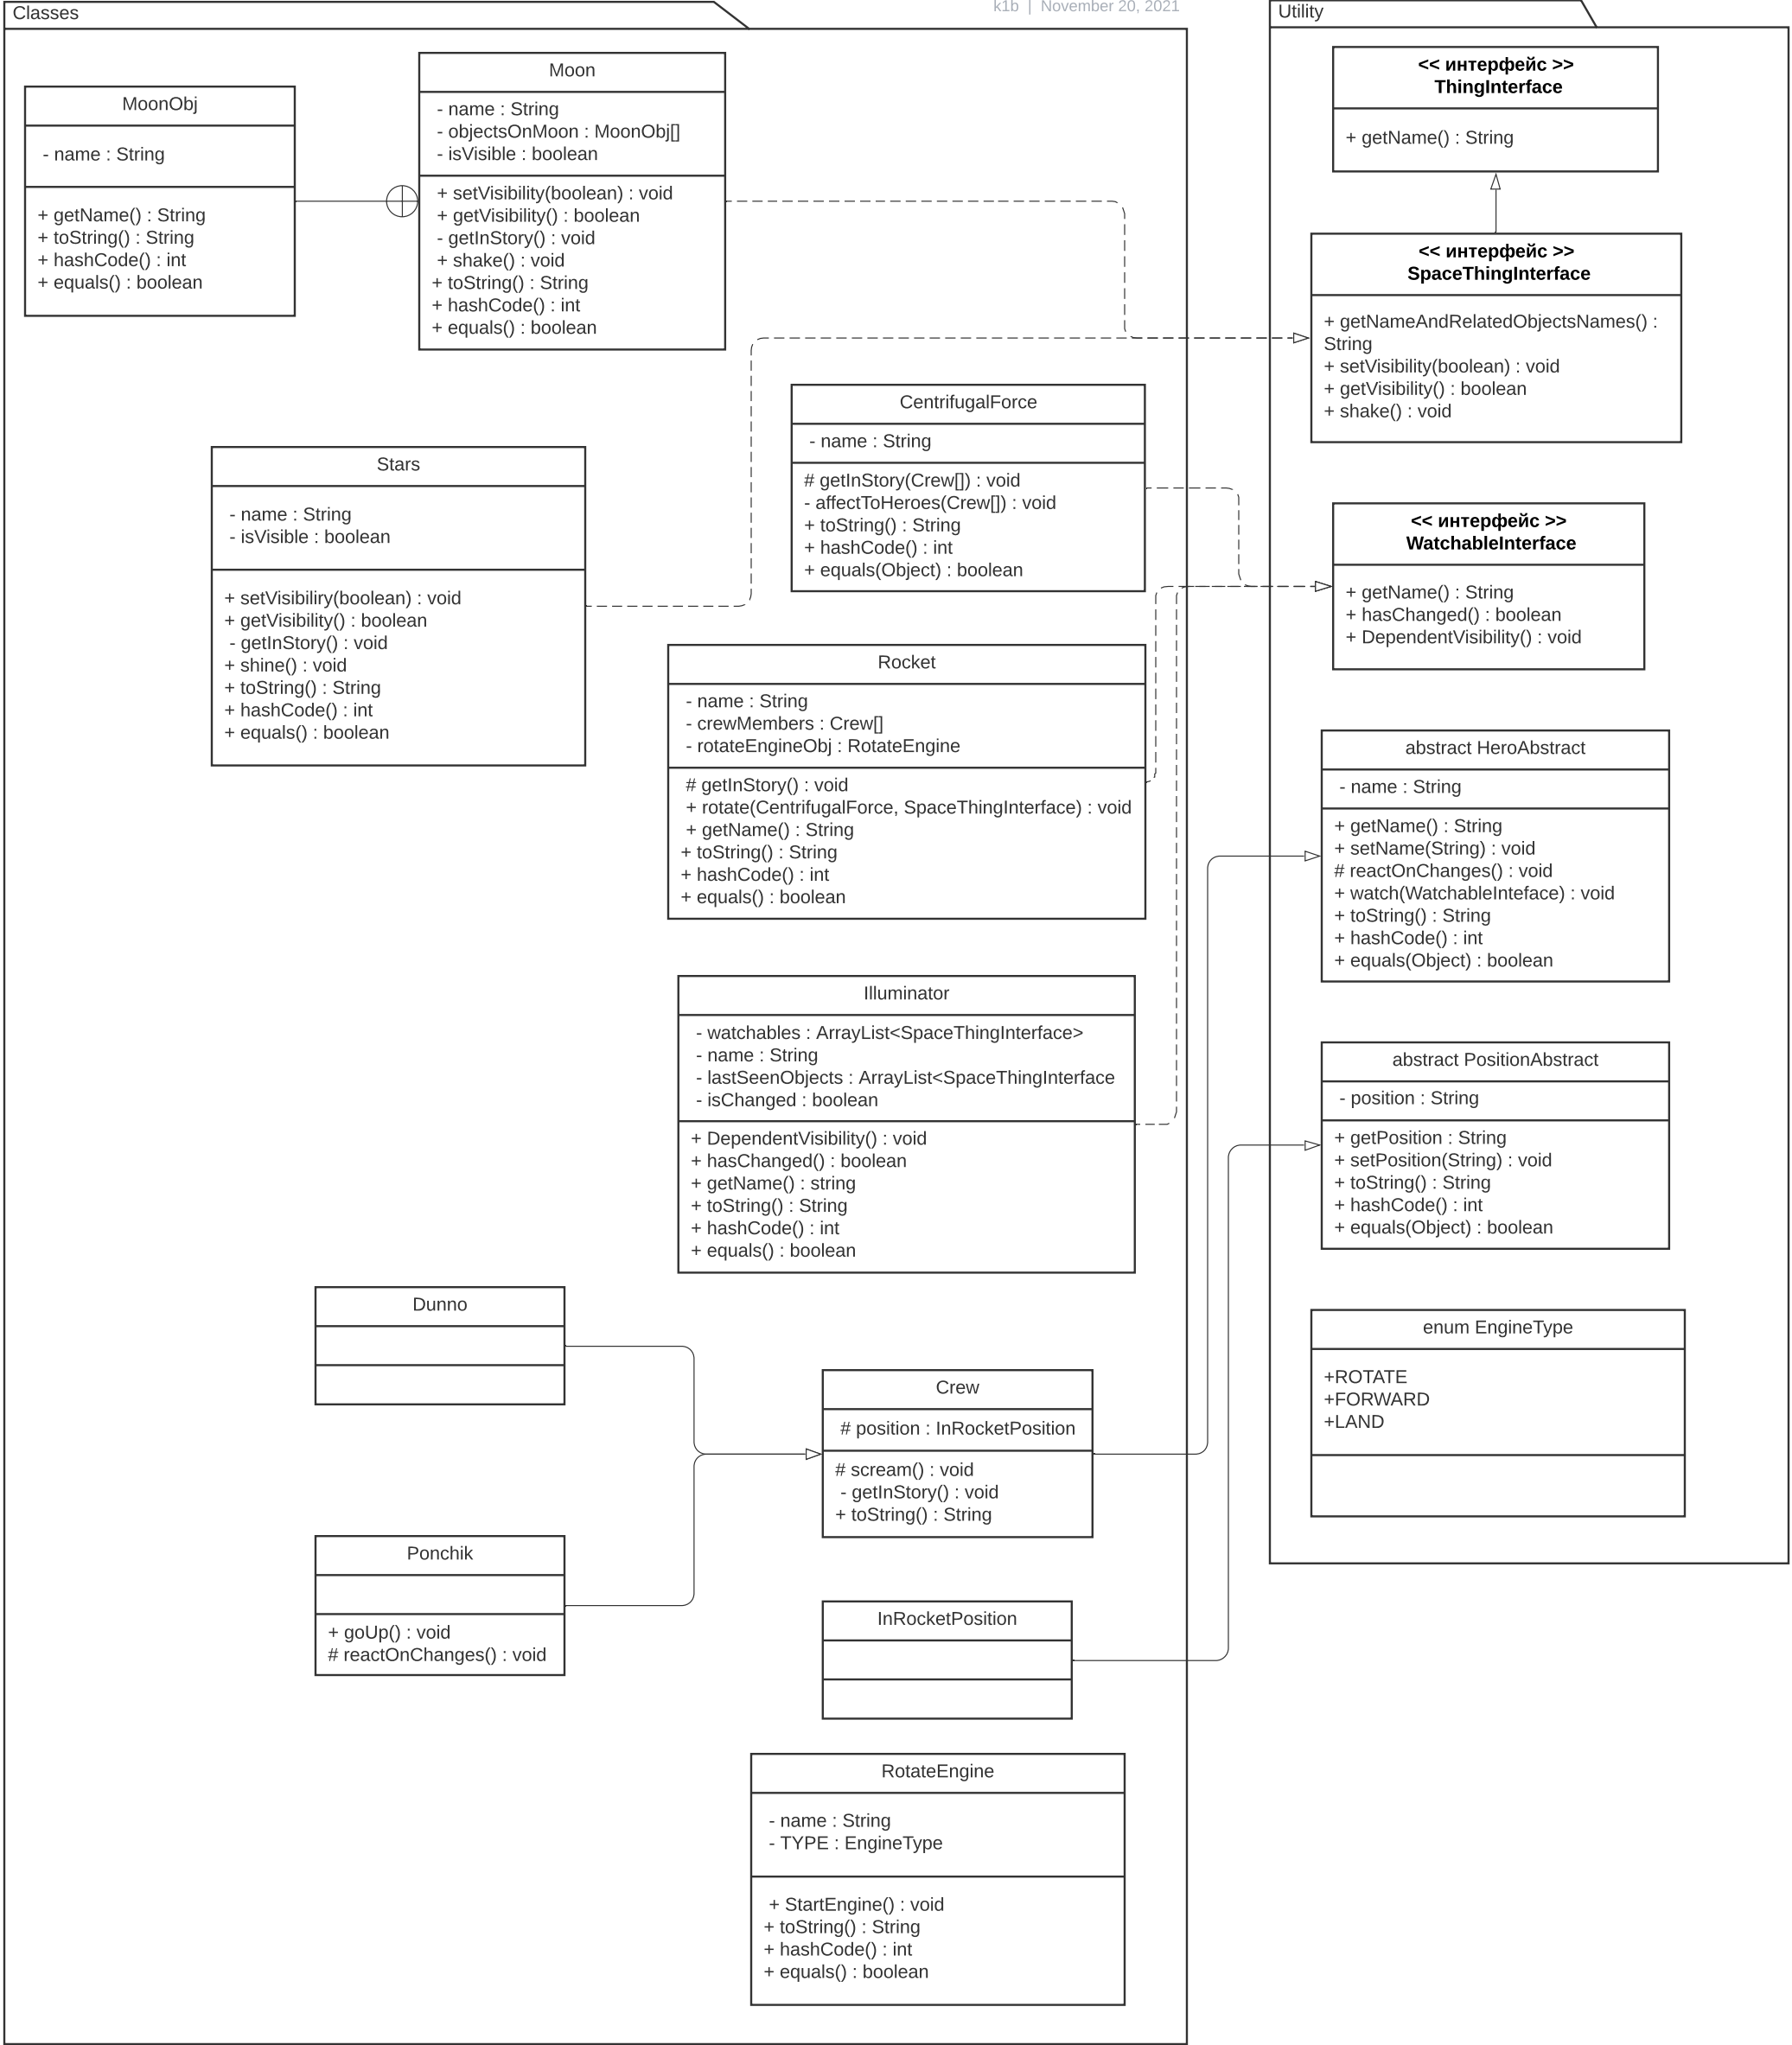 Classes
k1b | November 20, 2021
Utility
MoonObj
- name : String
+ getName() : String
+ toString() : String
+ hashCode() : int
+ equals() : boolean
Moon
- name : String
- objectsOnMoon : MoonObj[]
- isVisible : boolean
+ setVisibility(boolean) : void
+ getVisibility() : boolean
- getInStory() : void
+ shake() : void
+ toString() : String
+ hashCode() : int
+ equals() : boolean
<< интерфейс >>
ThingInterface
+ getName() : String
<< интерфейс >>
SpaceThingInterface
+ getNameAndRelatedObjectsNames() :
String
+ setVisibility(boolean) : void
+ getVisibility() : boolean
+ shake() : void
CentrifugalForce
- name : String
# getInStory(Crew[]) : void
- affectToHeroes(Crew[]) : void
+ toString() : String
+ hashCode() : int
+ equals(Object) : boolean
Stars
- name : String
- isVisible : boolean
+ setVisibiliry(boolean) : void
+ getVisibility() : boolean
- getInStory() : void
+ shine() : void
+ toString() : String
+ hashCode() : int
+ equals() : boolean
<< интерфейс >>
WatchableInterface
+ getName() : String
+ hasChanged() : boolean
+ DependentVisibility() : void
Rocket
- name : String
- crewMembers : Crew[]
- rotateEngineObj : RotateEngine
# getInStory() : void
+ rotate(CentrifugalForce, SpaceThingInterface) : void
+ getName() : String
+ toString() : String
+ hashCode() : int
+ equals() : boolean
abstract HeroAbstract
- name : String
+ getName() : String
+ setName(String) : void
# reactOnChanges() : void
+ watch(WatchableInteface) : void
+ toString() : String
+ hashCode() : int
+ equals(Object) : boolean
Illuminator
- watchables : ArrayList<SpaceThingInterface>
- name : String
- lastSeenObjects : ArrayList<SpaceThingInterface
- isChanged : boolean
+ DependentVisibility() : void
+ hasChanged() : boolean
+ getName() : string
+ toString() : String
+ hashCode() : int
+ equals() : boolean
abstract PositionAbstract
- position : String
+ getPosition : String
+ setPosition(String) : void
+ toString() : String
+ hashCode() : int
+ equals(Object) : boolean
Dunno
enum EngineType
+ROTATE
+FORWARD
+LAND
Crew
# position : InRocketPosition
# scream() : void
- getInStory() : void
+ toString() : String
Ponchik
+ goUp() : void
# reactOnChanges() : void
InRocketPosition
RotateEngine
- name : String
- TYPE : EngineType
+ StartEngine() : void
+ toString() : String
+ hashCode() : int
+ equals() : boolean